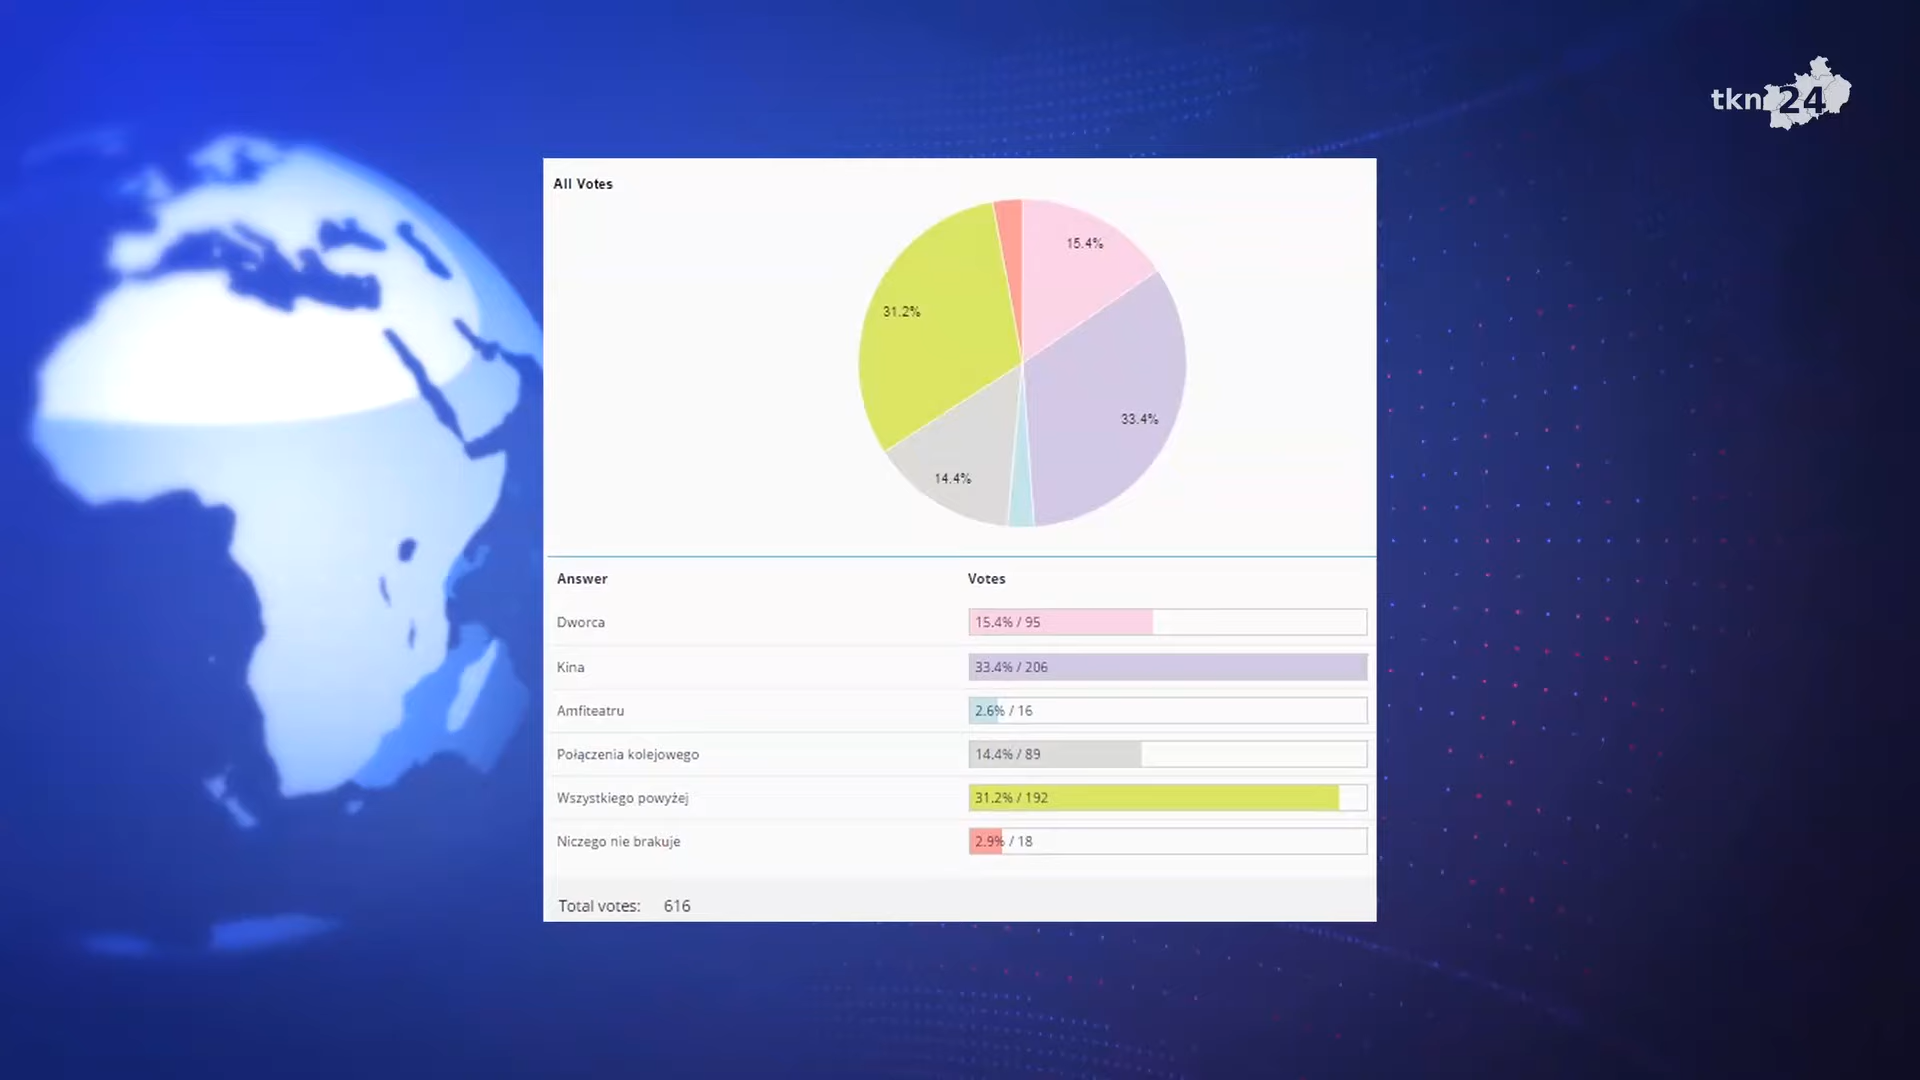 tkn 24
All Votes
15.4%
31.2%
33.4%
14.4%
Answer Votes
Dworca 15.4% / 95
Kina 33.4% / 206
Amfiteatru 2.6% / 16
Połączenia kolejowego 14.4% / 89
Wszystkiego powyżej 31.2% / 192
Niczego nie brakuje 2.9% / 18
Total votes: 616